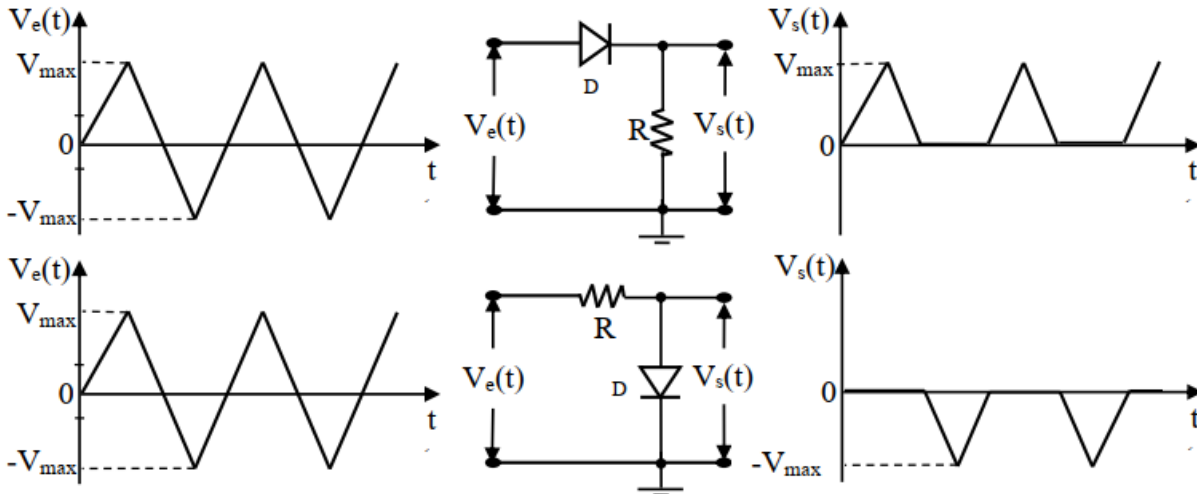 Ve(t)
Vmax
0
-Vmax
t
D
Ve(t)
R
Vs(t)
Vs(t)
Vmax
0
t
Ve(t)
Vmax
0
-Vmax
t
R
Ve(t)
D
Vs(t)
Vs(t)
0
-Vmax
t